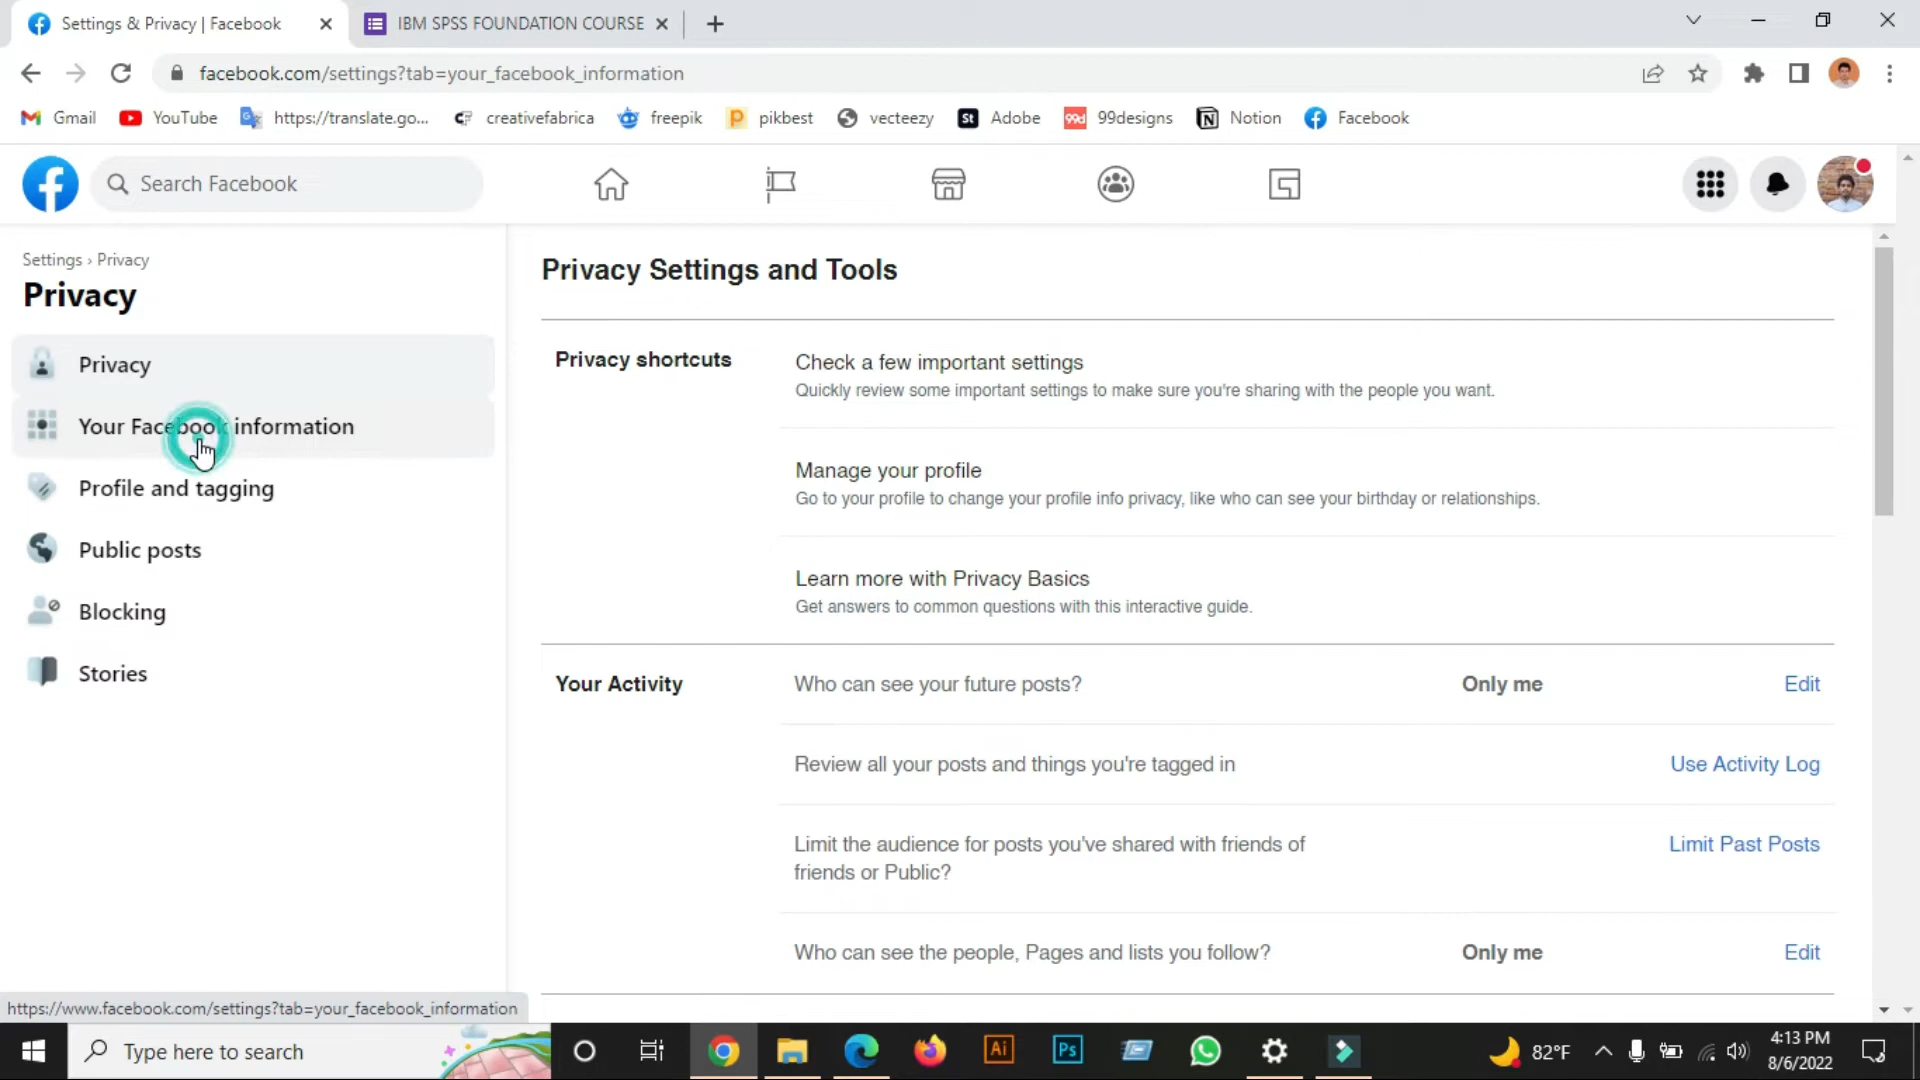 Settings & Privacy | Facebook
IBM SPSS FOUNDATION COURSE
facebook.com/settings?tab=your_facebook_information
Gmail
YouTube
https://translate.go...
creativefabrica
freepik
pikbest
vecteezy
St Adobe
99d 99designs
Notion
Facebook
Search Facebook
Settings › Privacy
Privacy
Privacy
Your Facebook information
Profile and tagging
Public posts
Blocking
Stories
Privacy Settings and Tools
Privacy shortcuts
Check a few important settings
Quickly review some important settings to make sure you're sharing with the people you want.
Manage your profile
Go to your profile to change your profile info privacy, like who can see your birthday or relationships.
Learn more with Privacy Basics
Get answers to common questions with this interactive guide.
Your Activity
Who can see your future posts? Only me Edit
Review all your posts and things you're tagged in Use Activity Log
Limit the audience for posts you've shared with friends of
friends or Public?
Limit Past Posts
Who can see the people, Pages and lists you follow? Only me Edit
https://www.facebook.com/settings?tab=your_facebook_information
Type here to search
Ai
Ps
82°F
4:13 PM
8/6/2022